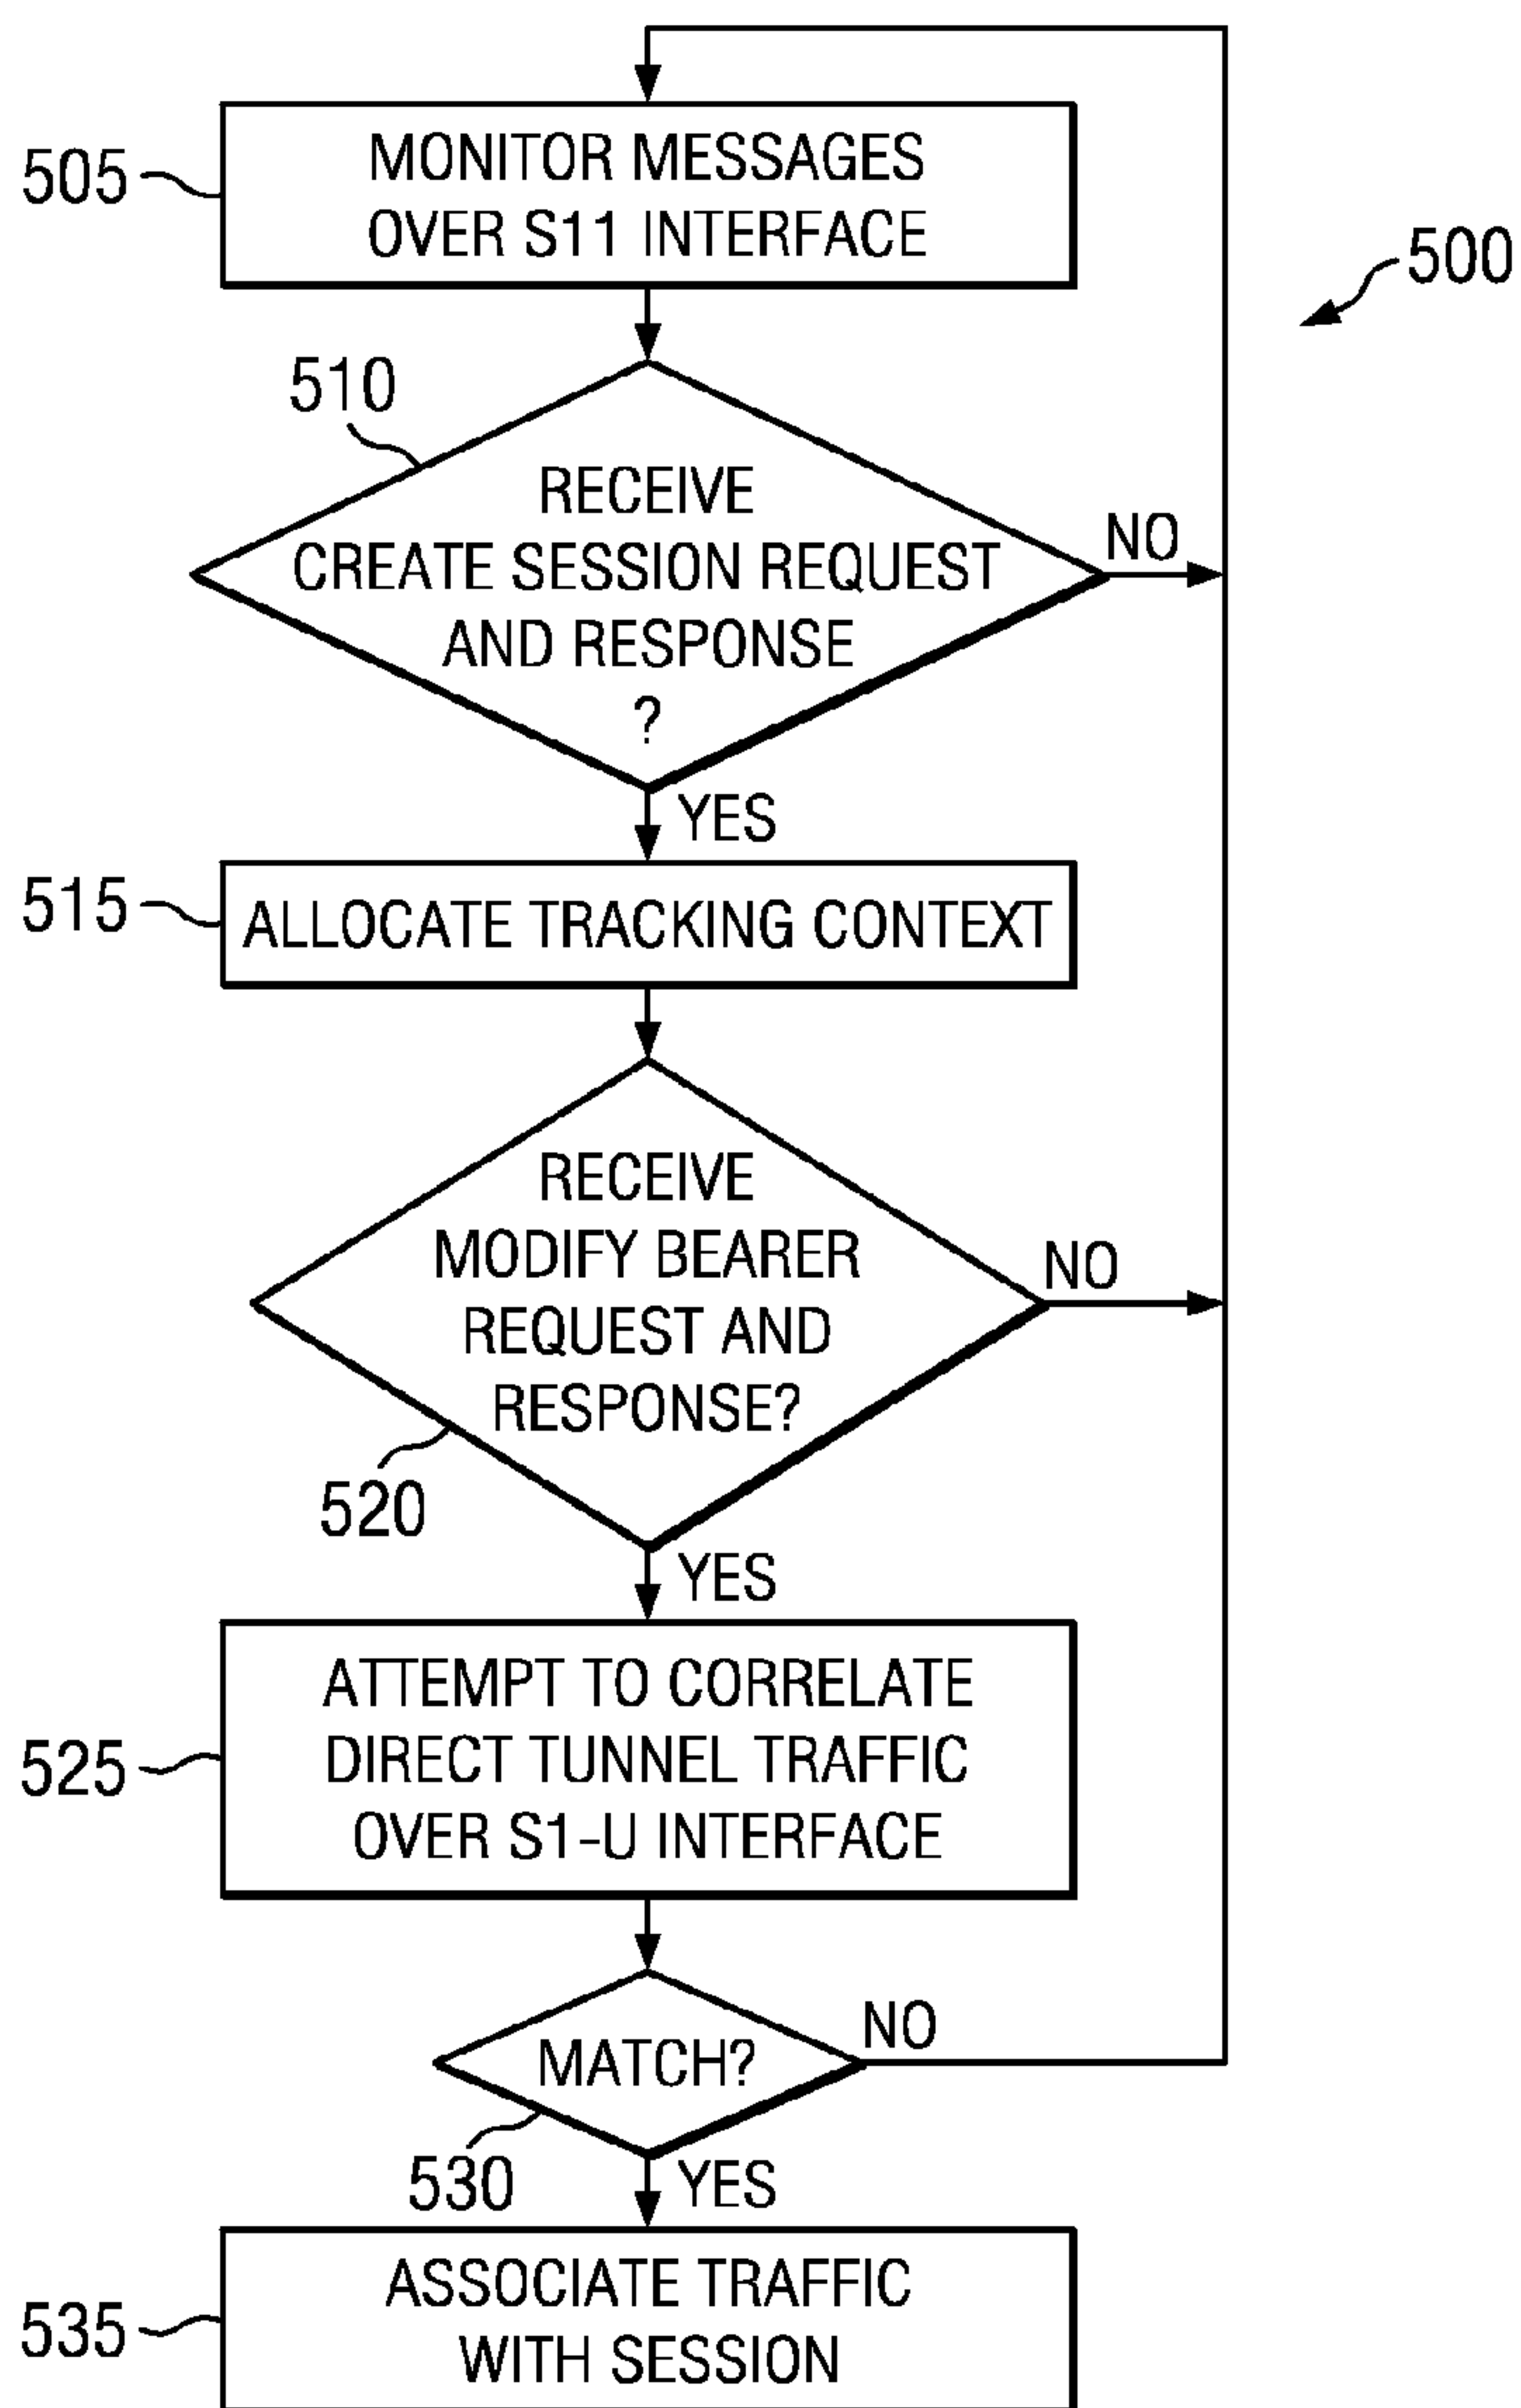 505
MONITOR MESSAGES
OVER S11 INTERFACE
500
510
RECEIVE
CREATE SESSION REQUEST
AND RESPONSE
?
NO
YES
515
ALLOCATE TRACKING CONTEXT
RECEIVE
MODIFY BEARER
REQUEST AND
RESPONSE?
NO
520
YES
525
ATTEMPT TO CORRELATE
DIRECT TUNNEL TRAFFIC
OVER S1-U INTERFACE
MATCH?
NO
530
YES
535
ASSOCIATE TRAFFIC
WITH SESSION